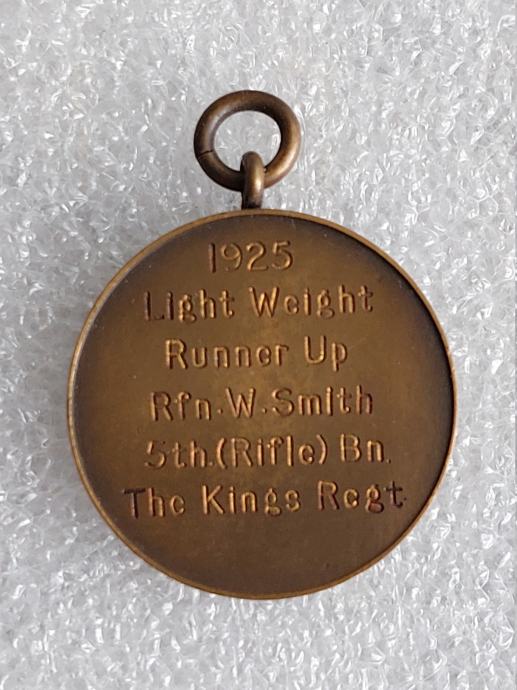 1925
Light Weight
Runner Up
Rfn.W.Smith
5th.(Rifle) Bn.
The Kings Regt.